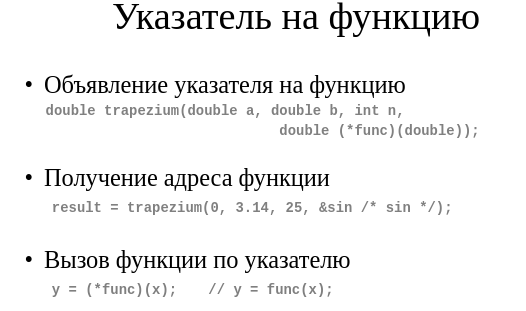 Указатель на функцию
• Объявление указателя на функцию
double trapezium(double a, double b, int n,
double (*func)(double));
• Получение адреса функции
result = trapezium(0, 3.14, 25, &sin /* sin */);
• Вызов функции по указателю
y = (*func)(x);    // y = func(x);